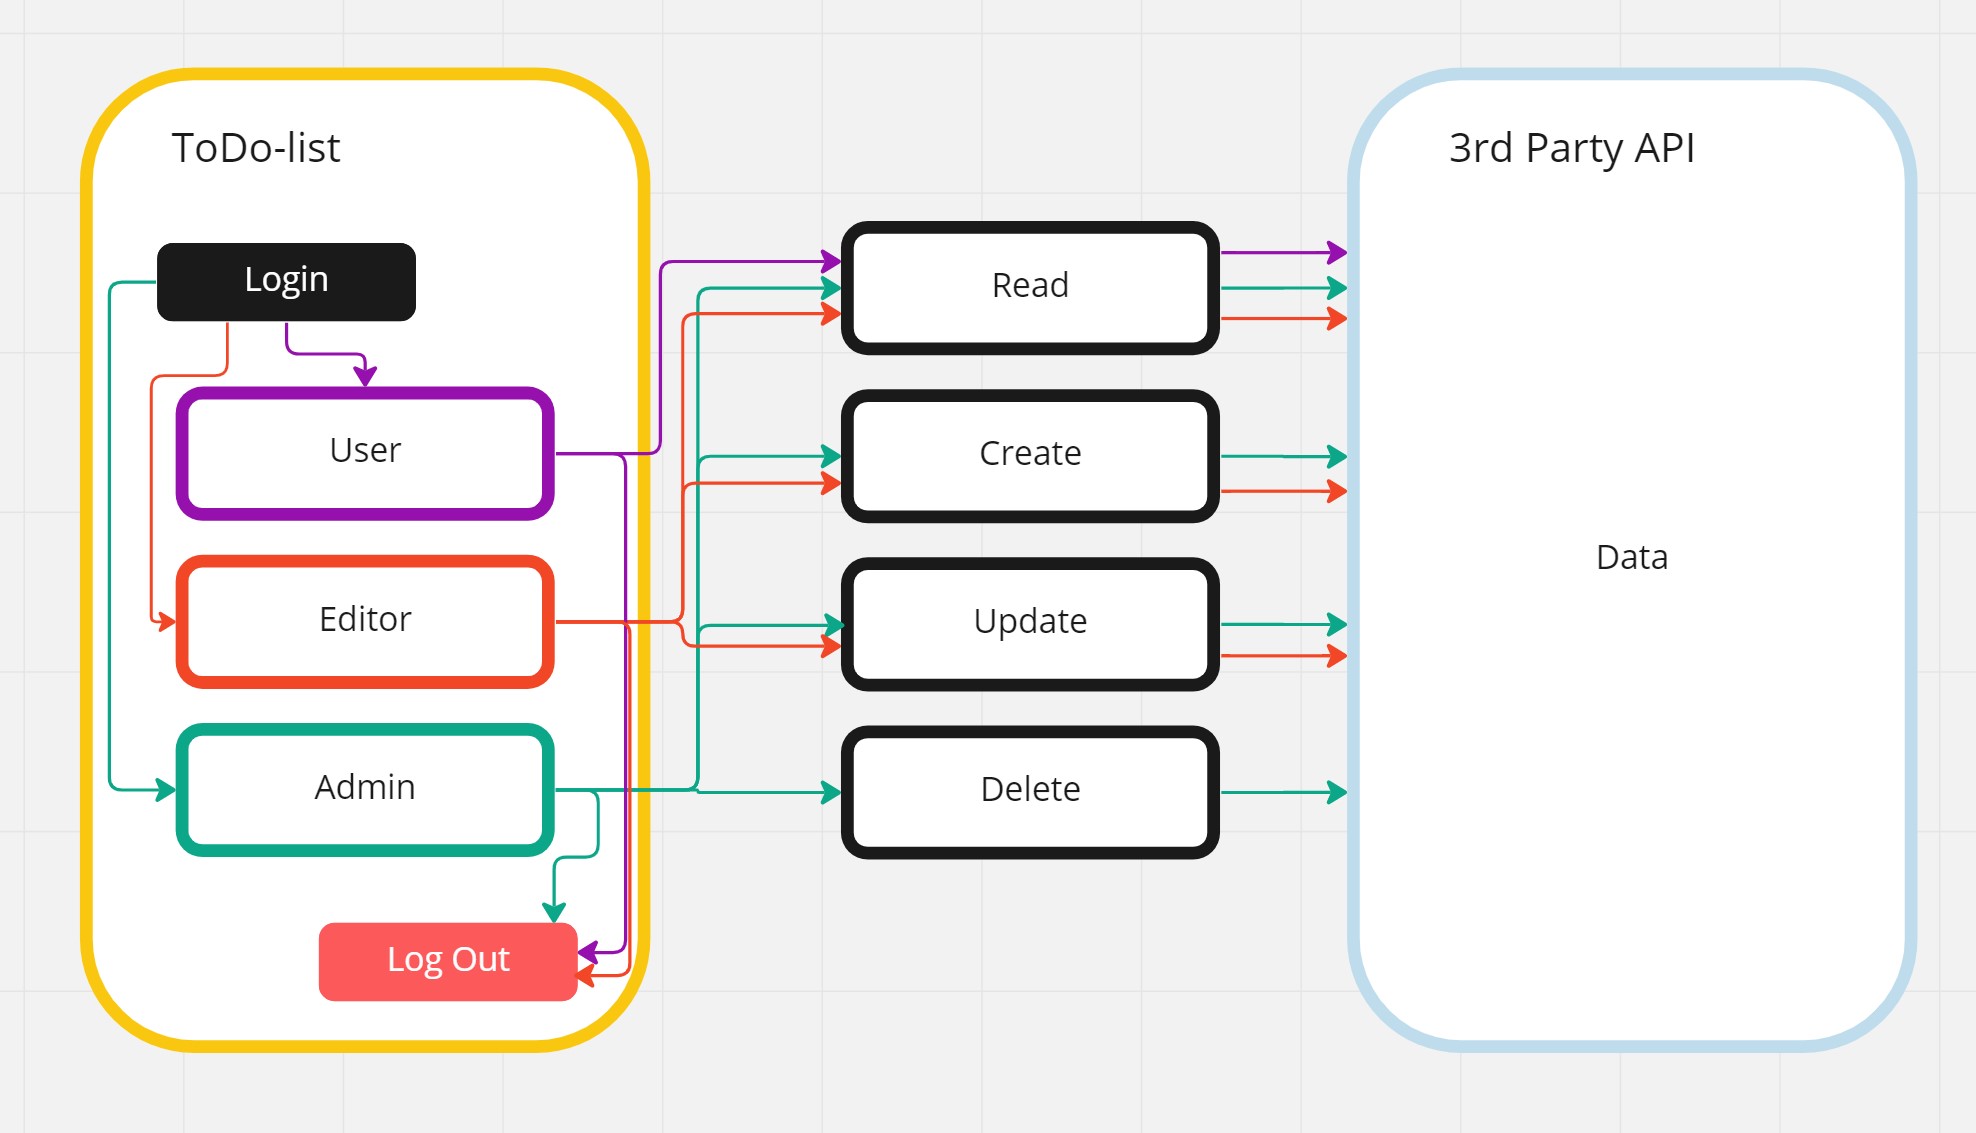 ToDo-list
3rd Party API
Login
Read
User
Create
Data
Editor
Update
Admin
Delete
Log Out